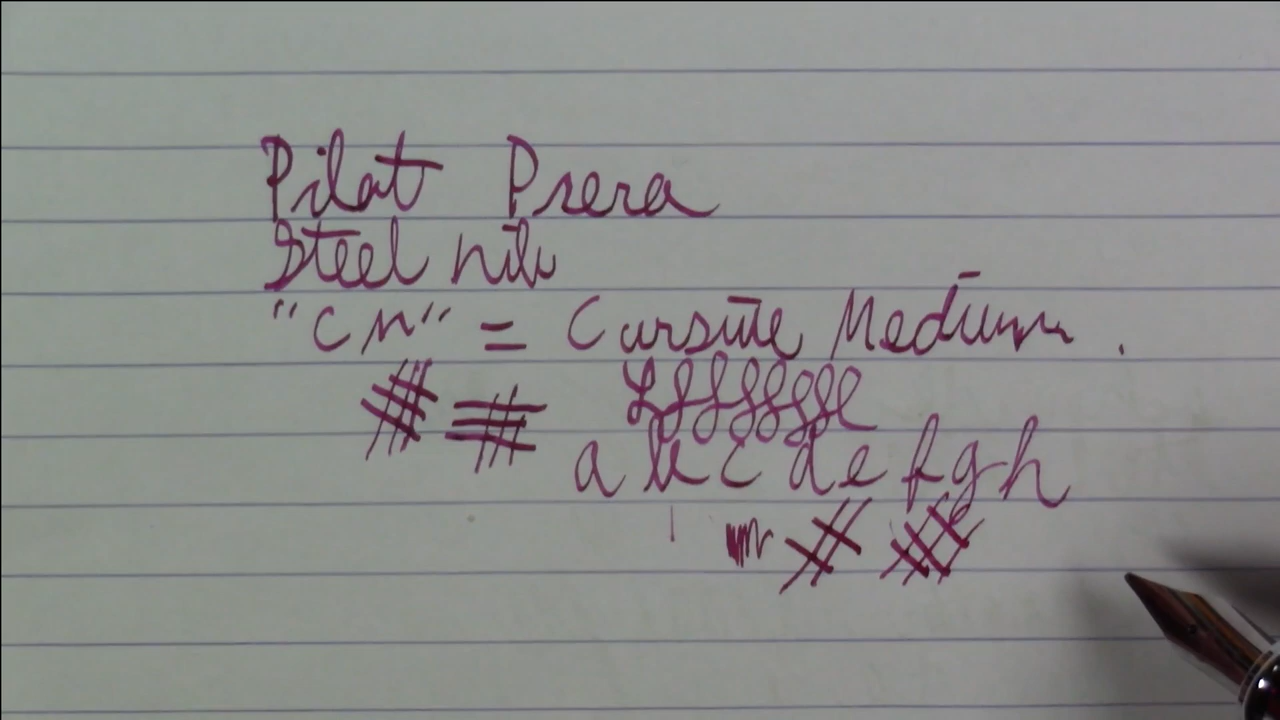 Pilot Prera
Steel nib
"CM" = Cursive Medium.
a b c d e f g h